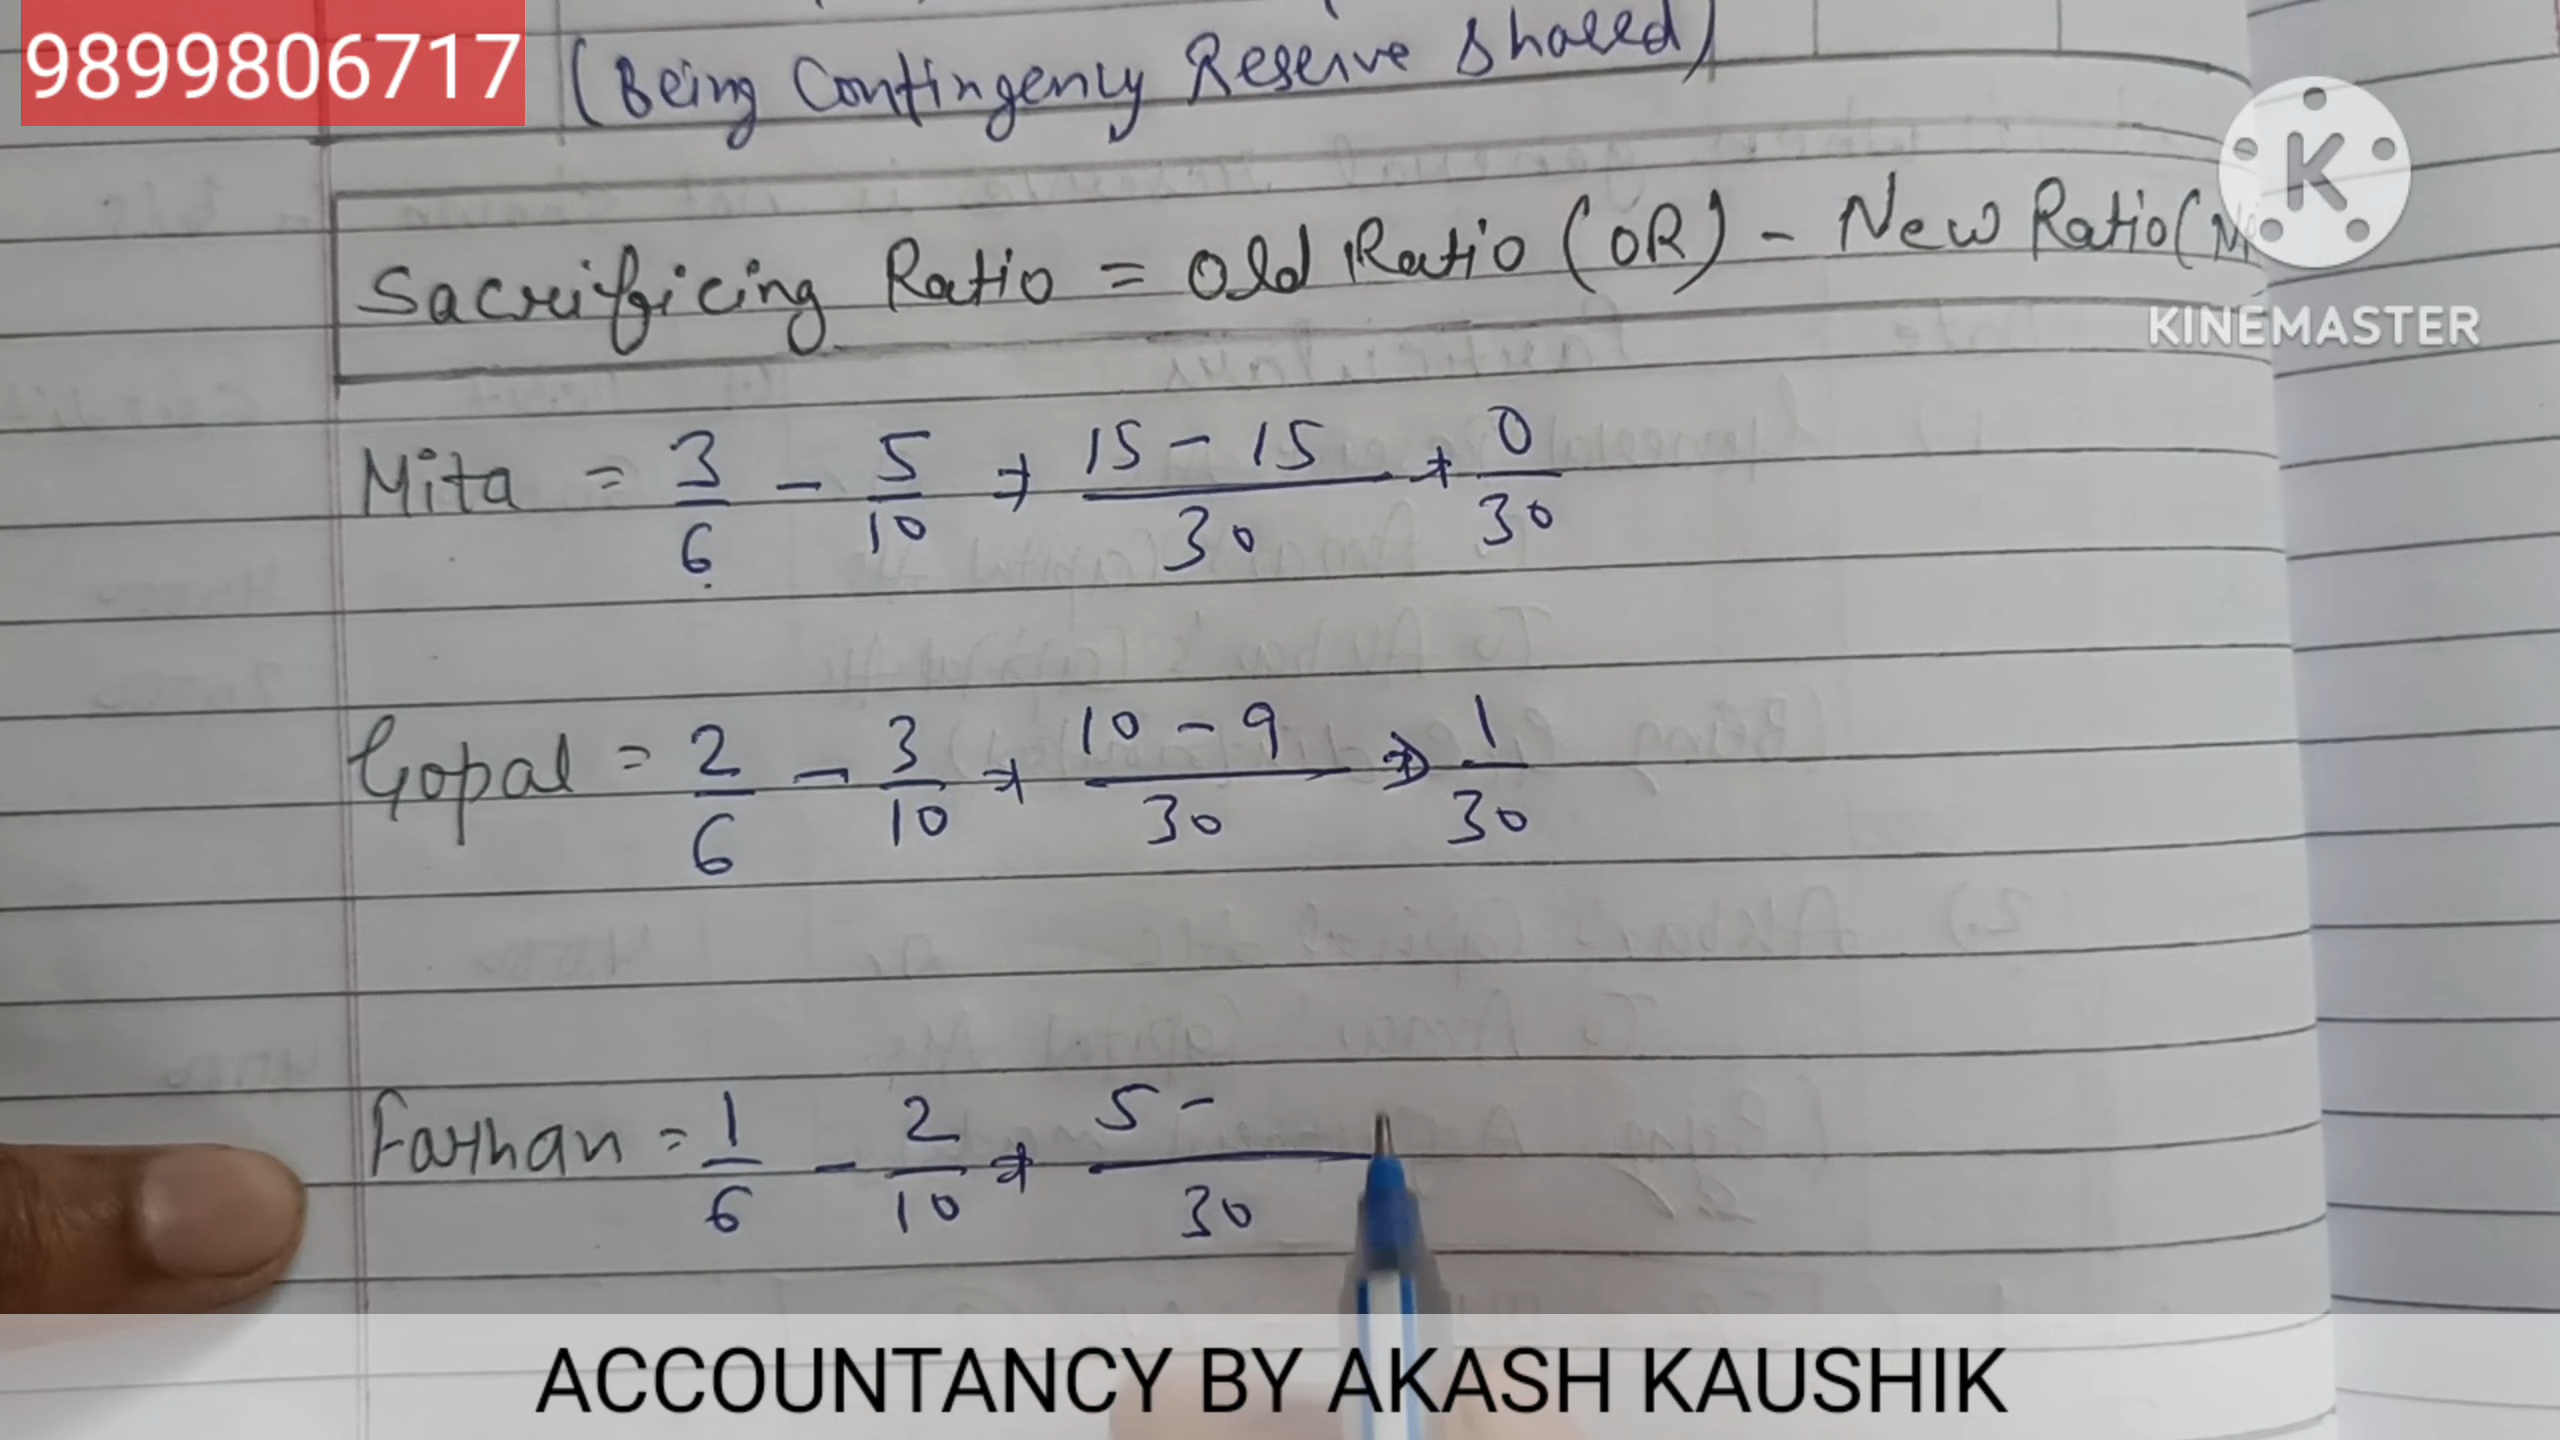 9899806717
(Being Contingency Reserve Shared)
Sacrificing Ratio = Old Ratio (OR) - New Ratio (N
KINEMASTER
Mita = 3/6 - 5/10 ⇒ 15 - 15/30 ⇒ 0/30
Gopal = 2/6 - 3/10 ⇒ 10 - 9/30 ⇒ 1/30
Farhan = 1/6 - 2/10 ⇒ 5 -/30
ACCOUNTANCY BY AKASH KAUSHIK